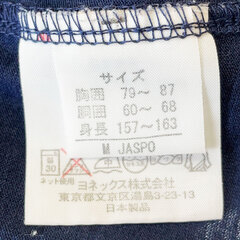 サイズ
胸囲 79~87
胴囲 60~68
身長 157~163
M JASPO
弱
30
ネット使用
ヨネックス株式会社
東京都文京区湯島3-23-13
日本製品